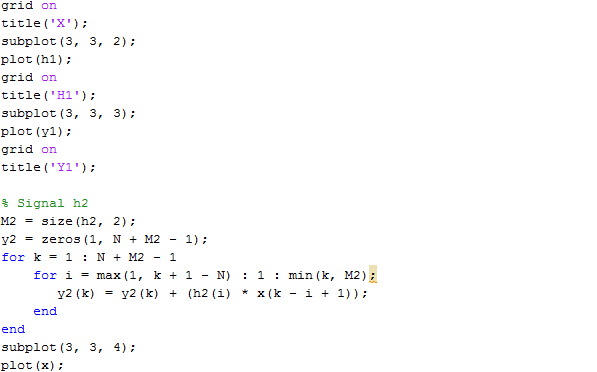 grid on
title('X');
subplot(3, 3, 2);
plot(h1);
grid on
title('H1');
subplot(3, 3, 3);
plot(y1);
grid on
title('Y1');

% Signal h2
M2 = size(h2, 2);
y2 = zeros(1, N + M2 - 1);
for k = 1 : N + M2 - 1
    for i = max(1, k + 1 - N) : 1 : min(k, M2);
       y2(k) = y2(k) + (h2(i) * x(k - i + 1));
    end
end
subplot(3, 3, 4);
plot(x);